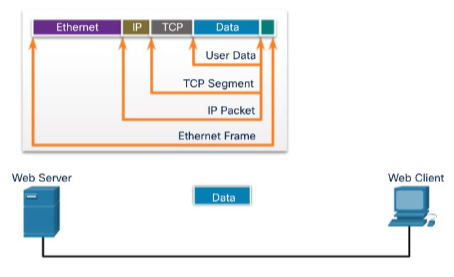 Ethernet IP TCP Data
User Data
TCP Segment
IP Packet
Ethernet Frame
Web Server
Web Client
Data